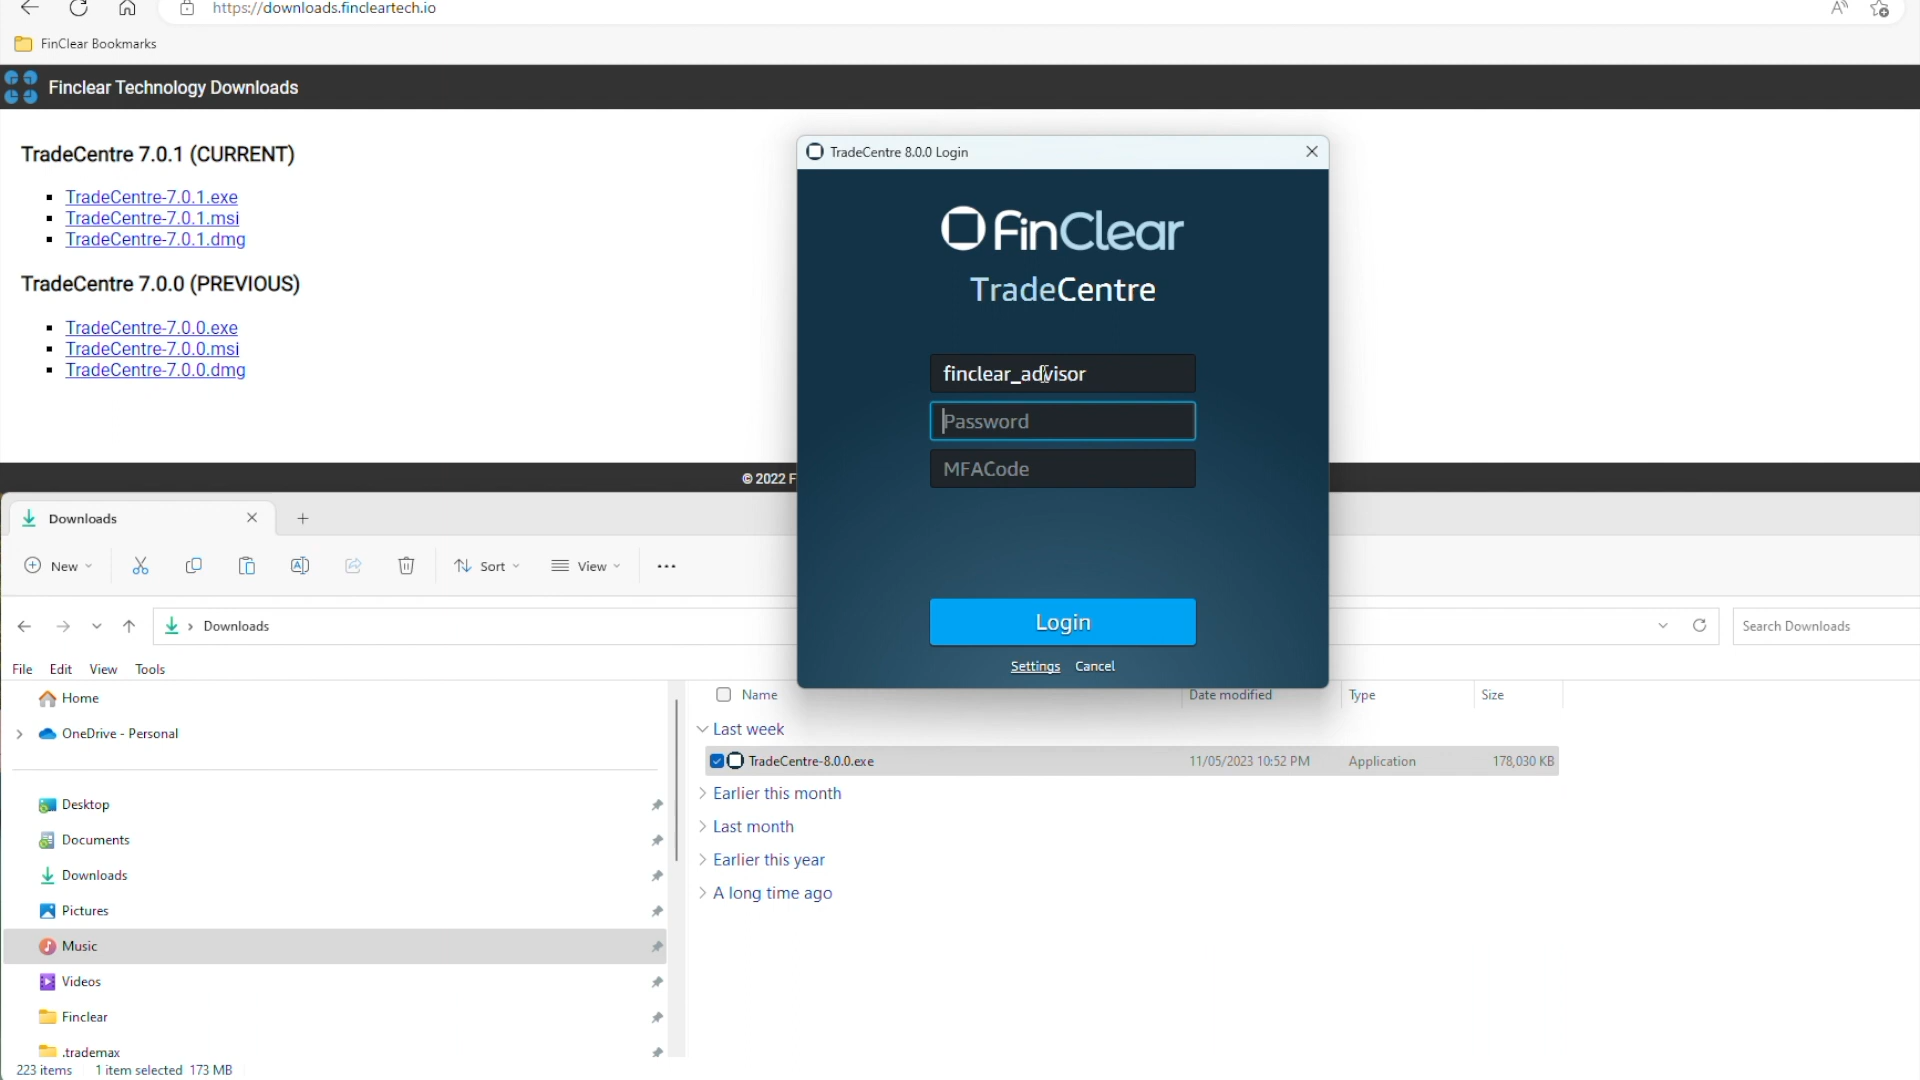 https://downloads.fincleartech.io
FinClear Bookmarks
Finclear Technology Downloads
TradeCentre 7.0.1 (CURRENT)
TradeCentre-7.0.1.exe
TradeCentre-7.0.1.msi
TradeCentre-7.0.1.dmg
TradeCentre 7.0.0 (PREVIOUS)
TradeCentre-7.0.0.exe
TradeCentre-7.0.0.msi
TradeCentre-7.0.0.dmg
© 2022 F
TradeCentre 8.0.0 Login
FinClear
TradeCentre
finclear_advisor
Password
MFACode
Login
Settings Cancel
Downloads
New Sort View
Downloads
Search Downloads
File Edit View Tools
Home
OneDrive - Personal
Desktop
Documents
Downloads
Pictures
Music
Videos
Finclear
.trademax
223 items 1 item selected 173 MB
Name Date modified Type Size
Last week
TradeCentre-8.0.0.exe 11/05/2023 10:52 PM Application 178,030 KB
Earlier this month
Last month
Earlier this year
A long time ago